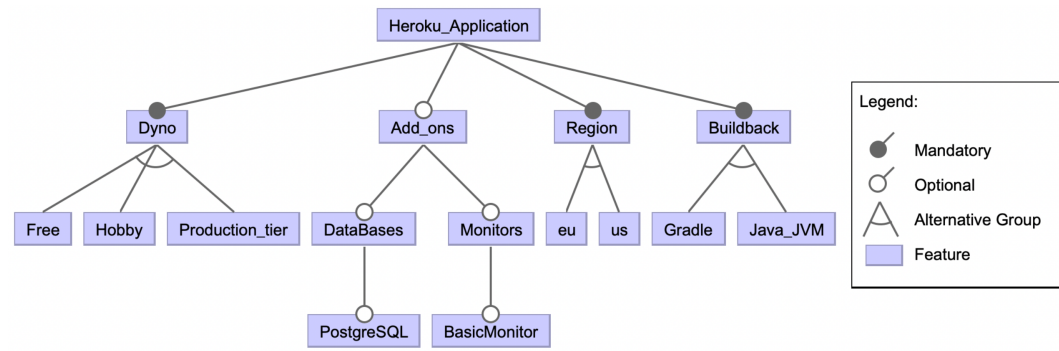 Heroku_Application
Dyno
Add_ons
Region
Buildback
Free
Hobby
Production_tier
DataBases
Monitors
eu
us
Gradle
Java_JVM
PostgreSQL
BasicMonitor
Legend:
Mandatory
Optional
Alternative Group
Feature